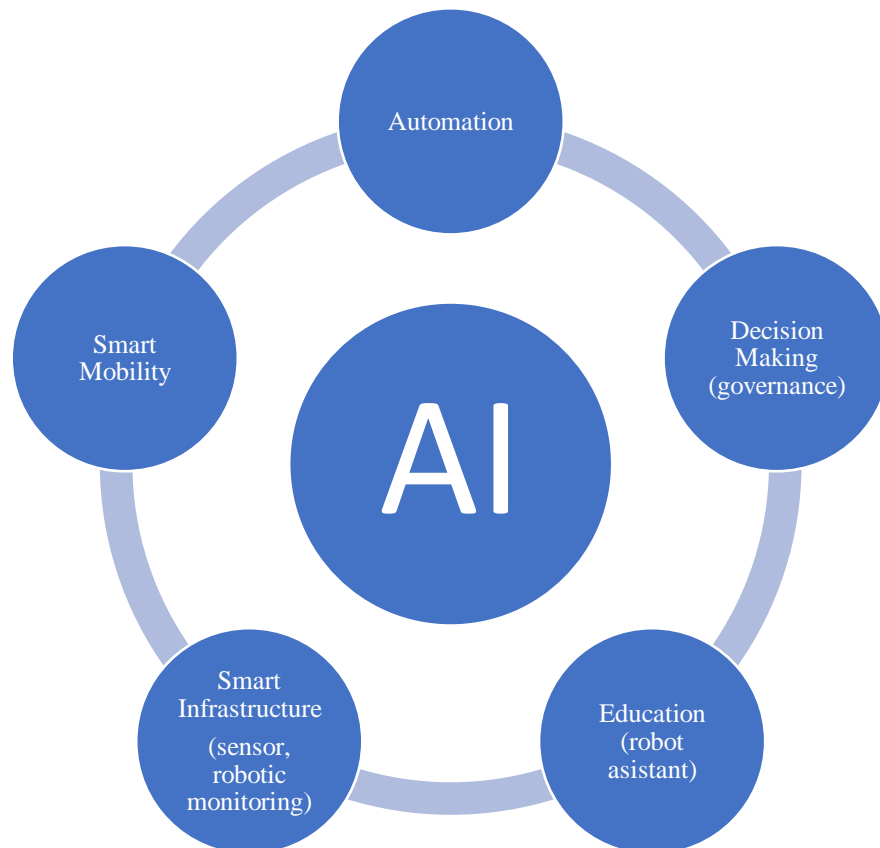 Automation
Decision
Making
(governance)
Education
(robot
asistant)
Smart
Infrastructure
(sensor,
robotic
monitoring)
Smart
Mobility
AI